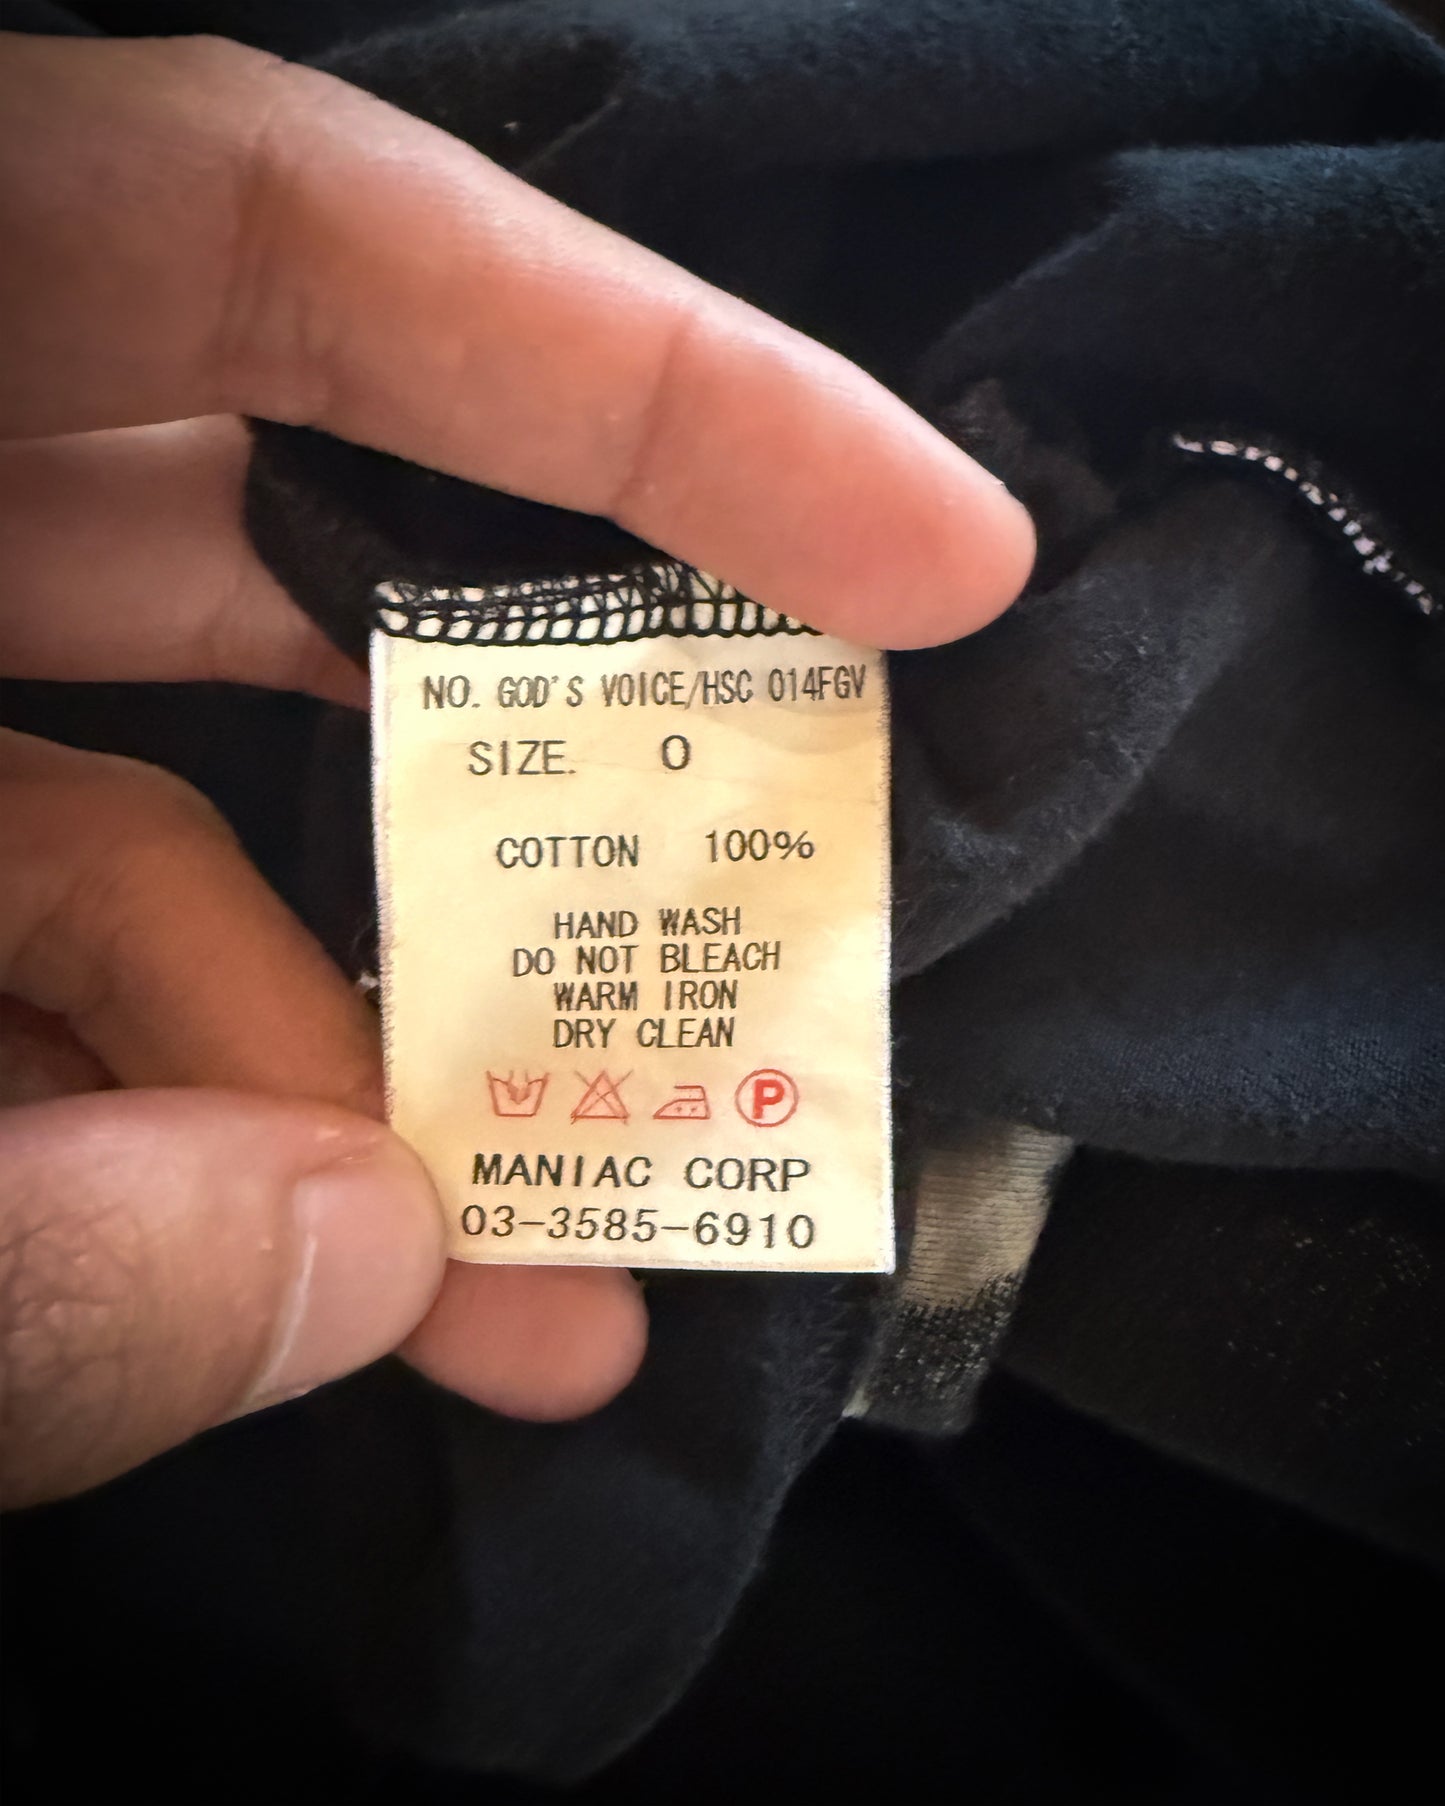 NO. GOD'S VOICE/HSC 014FGV
SIZE. 0
COTTON 100%
HAND WASH
DO NOT BLEACH
WARM IRON
DRY CLEAN
P
MANIAC CORP
03-3585-6910